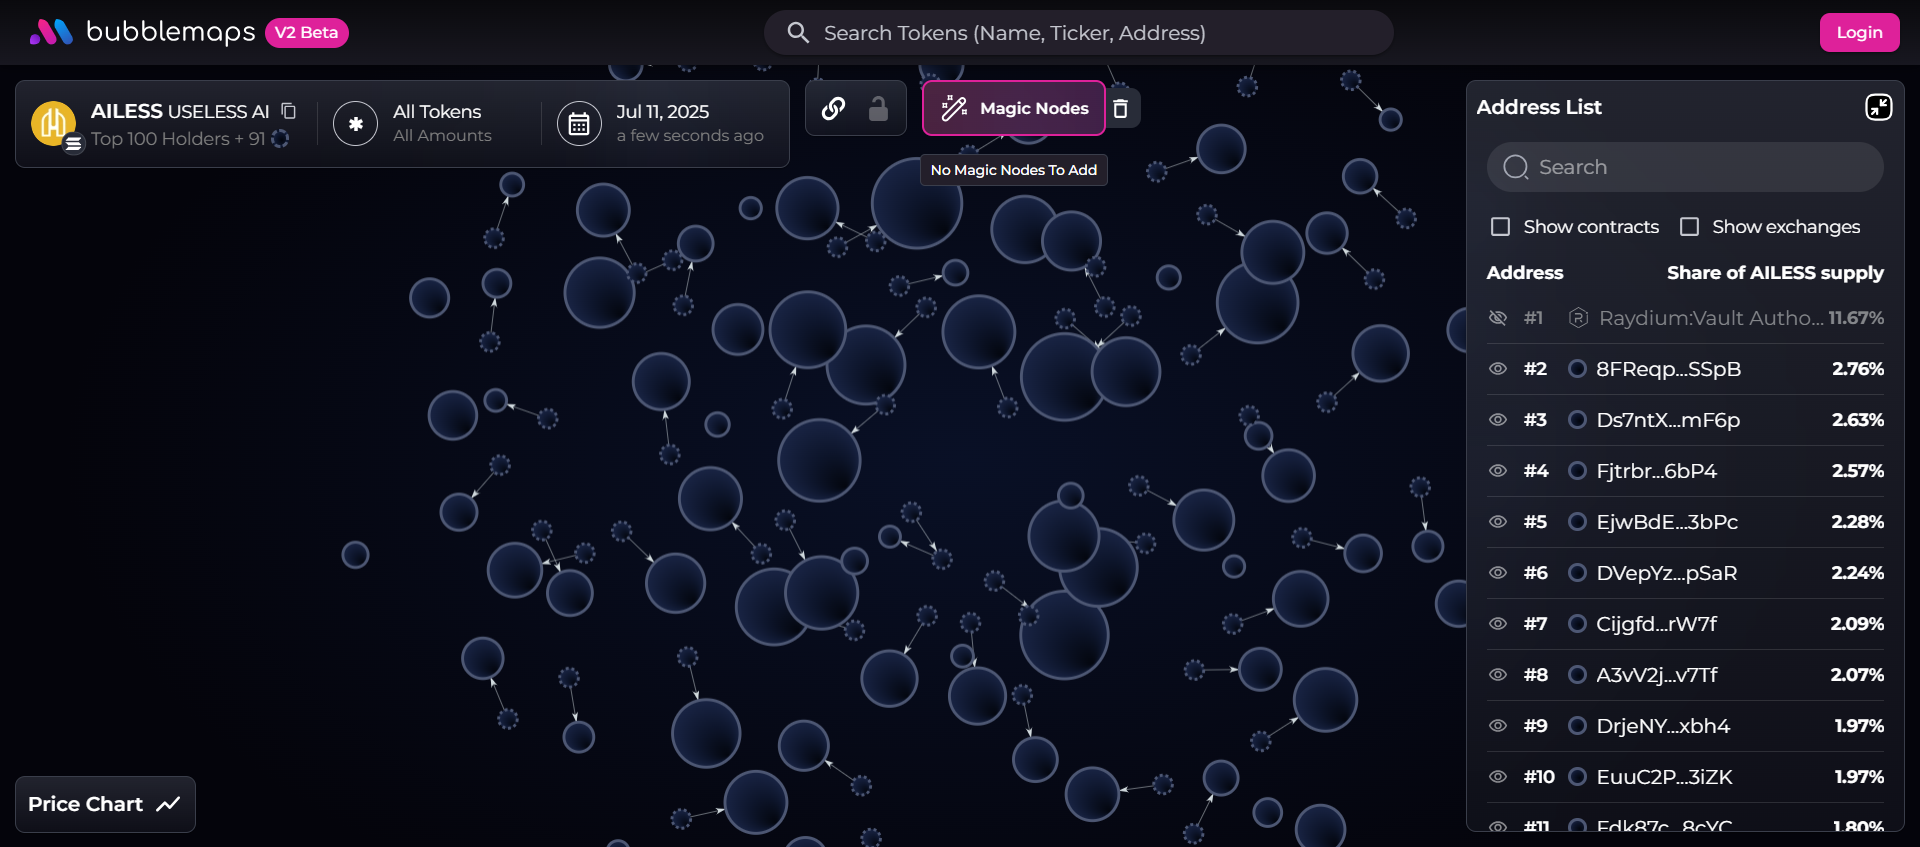 bubblemaps V2 Beta
Search Tokens (Name, Ticker, Address)
Login
AILESS USELESS AI
Top 100 Holders + 91
All Tokens
All Amounts
Jul 11, 2025
a few seconds ago
Magic Nodes
No Magic Nodes To Add
Address List
Search
Show contracts Show exchanges
Address Share of AILESS supply
#1 Raydium:Vault Autho... 11.67%
#2 8FReqp...SSpB 2.76%
#3 Ds7ntX...mF6p 2.63%
#4 Fjtrbr...6bP4 2.57%
#5 EjwBdE...3bPc 2.28%
#6 DVepYz...pSaR 2.24%
#7 Cijgfd...rW7f 2.09%
#8 A3vV2j...v7Tf 2.07%
#9 DrjeNY...xbh4 1.97%
#10 EuuC2P...3iZK 1.97%
#11 1.80%
Price Chart